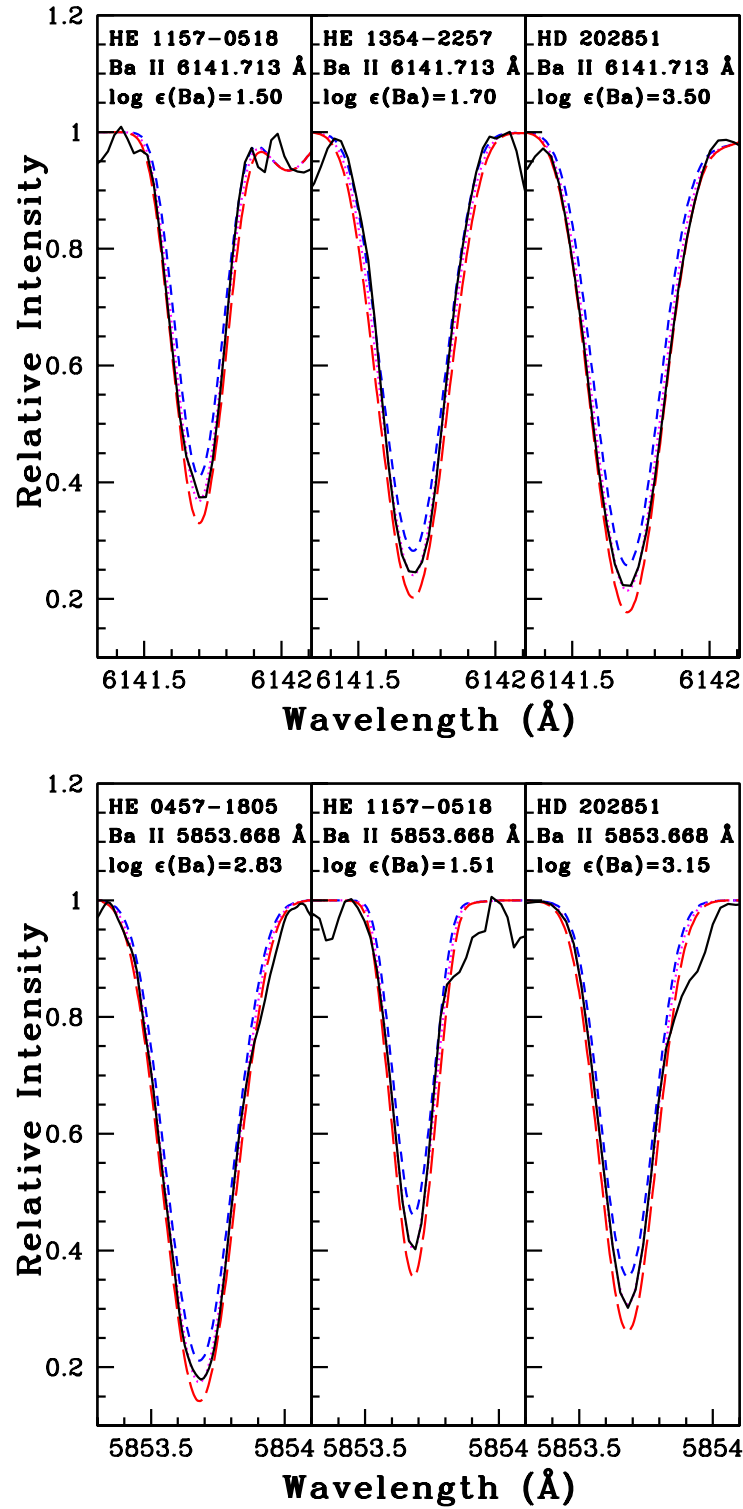 1.2
1
0.8
0.6
0.4
0.2
Relative Intensity
HE 1157-0518
Ba II 6141.713 Å
log ϵ(Ba)=1.50
HE 1354-2257
Ba II 6141.713 Å
log ϵ(Ba)=1.70
HD 202851
Ba II 6141.713 Å
log ϵ(Ba)=3.50
6141.5 6142 6141.5 6142 6141.5 6142
Wavelength (Å)
1.2
1
0.8
0.6
0.4
0.2
Relative Intensity
HE 0457-1805
Ba II 5853.668 Å
log ϵ(Ba)=2.83
HE 1157-0518
Ba II 5853.668 Å
log ϵ(Ba)=1.51
HD 202851
Ba II 5853.668 Å
log ϵ(Ba)=3.15
5853.5 5854 5853.5 5854 5853.5 5854
Wavelength (Å)